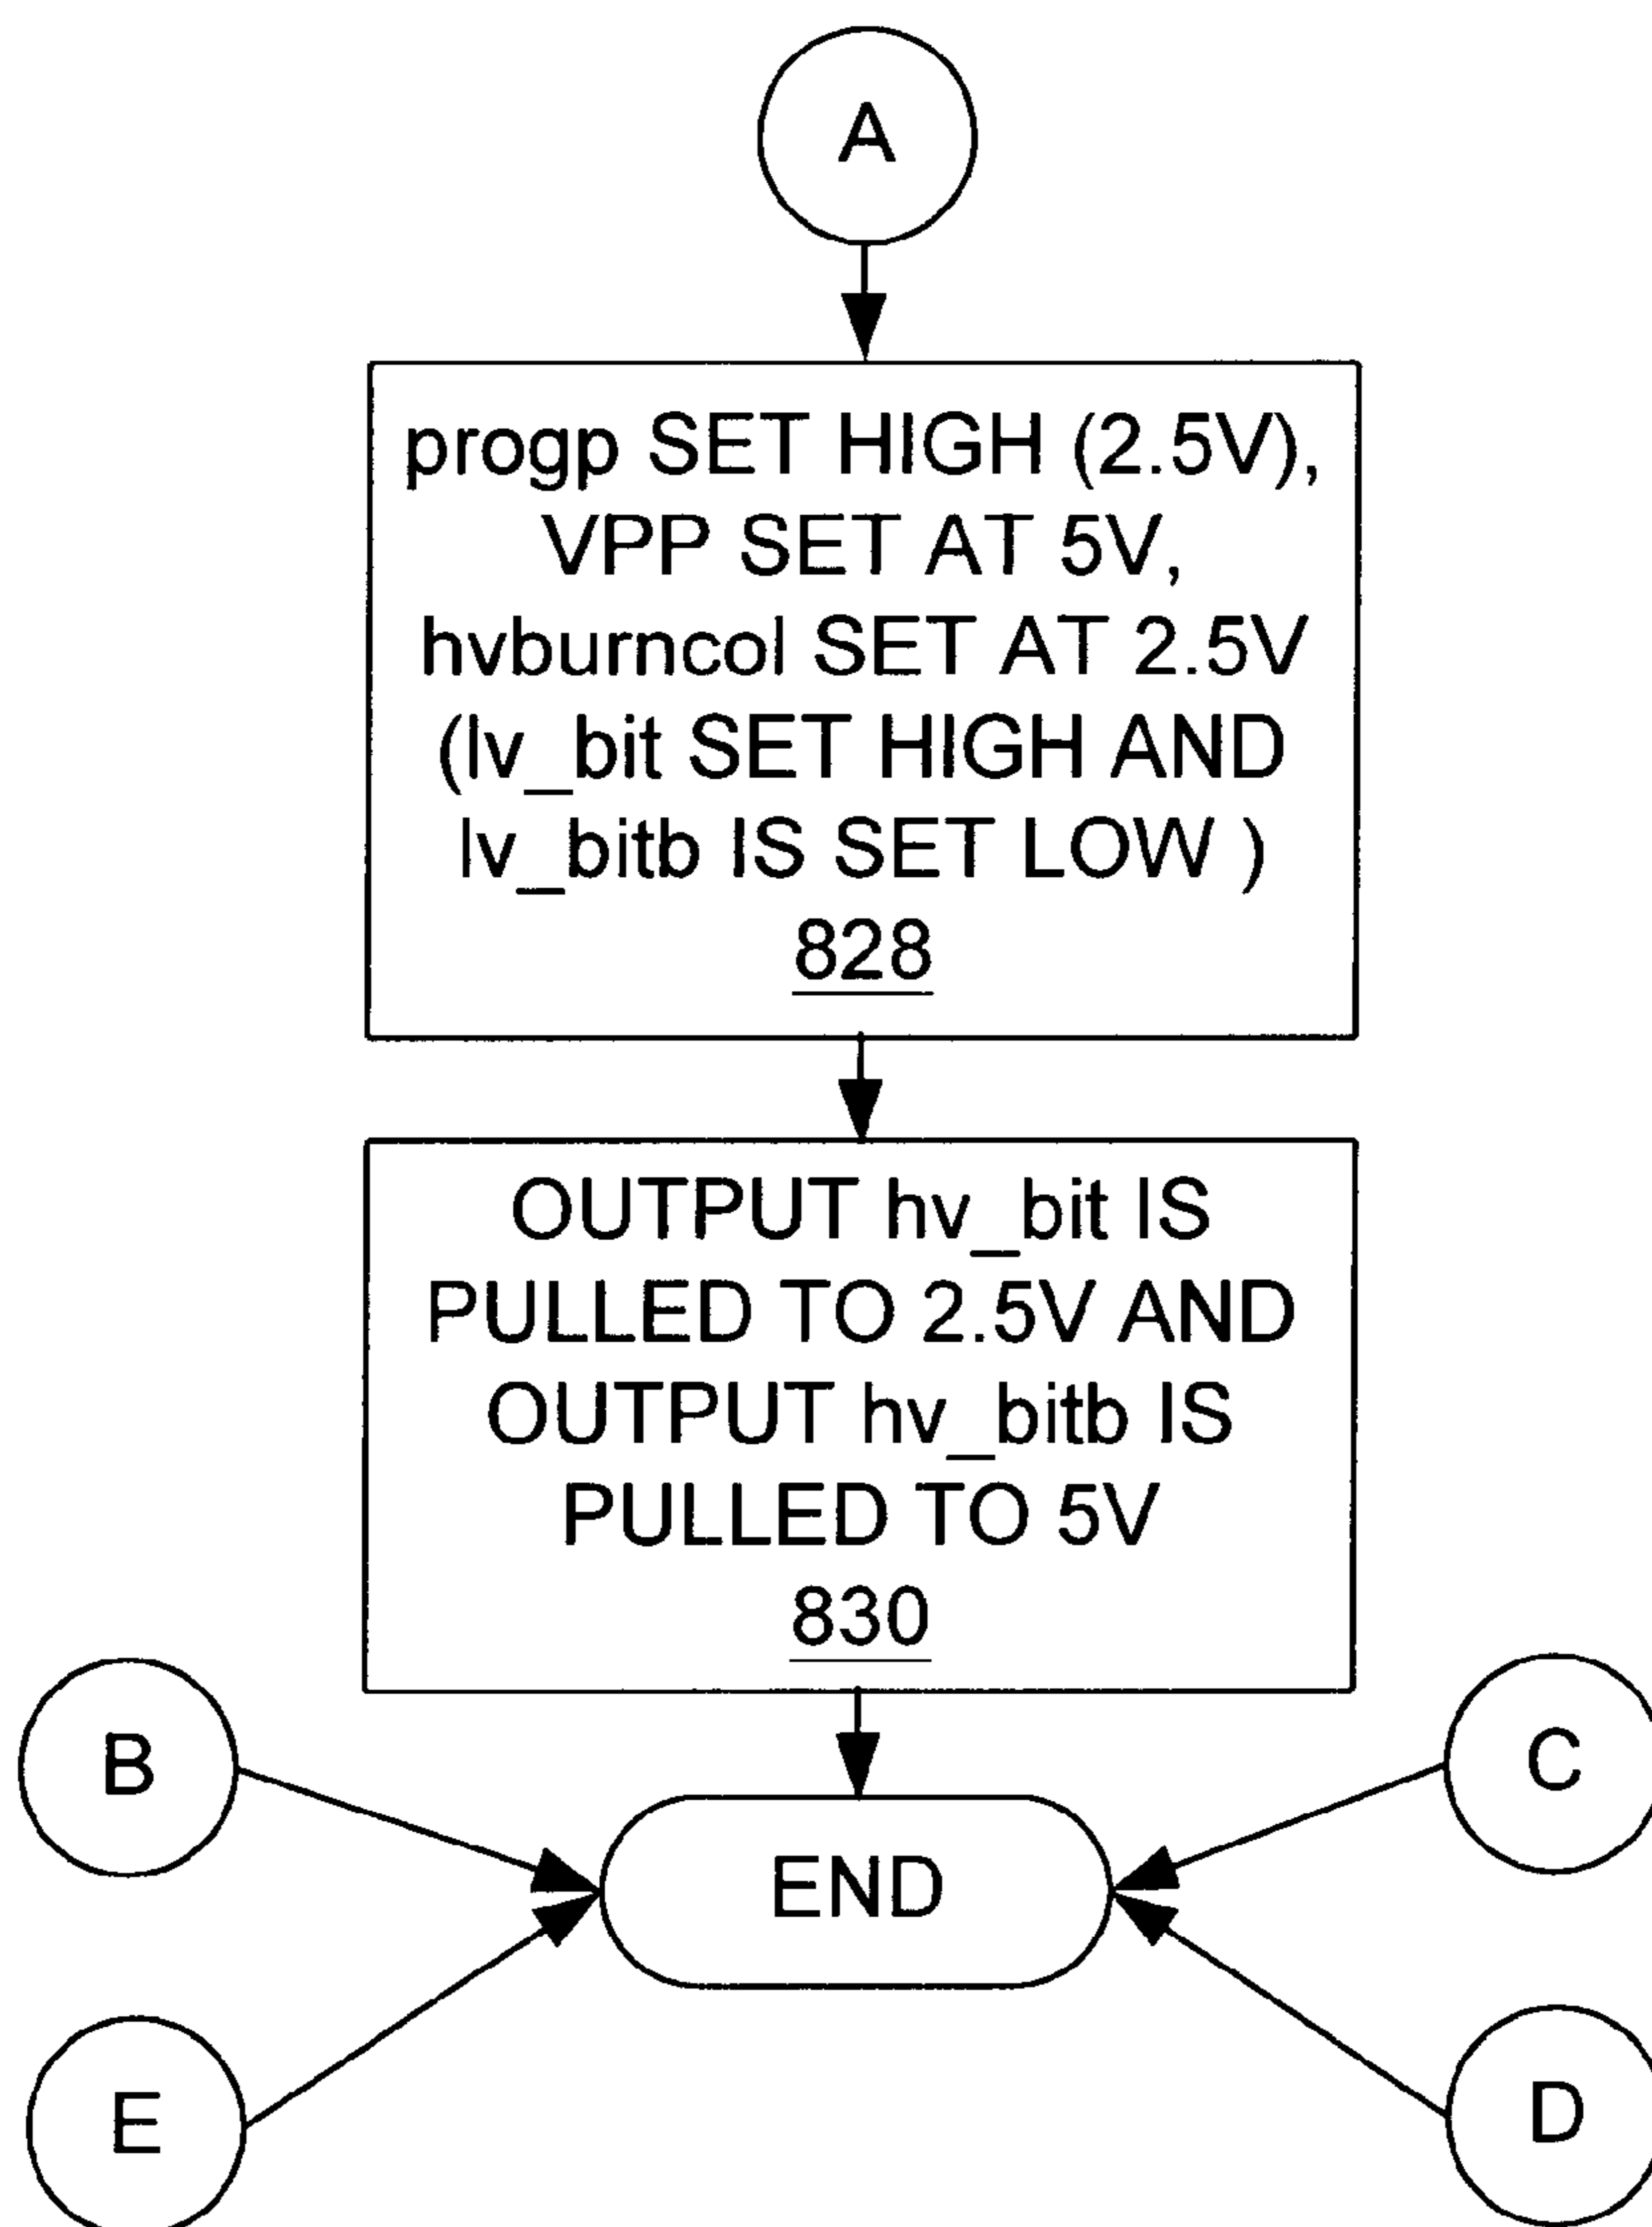 A
progp SET HIGH (2.5V),
VPP SET AT 5V,
hvburncol SET AT 2.5V
(lv_bit SET HIGH AND
lv_bitb IS SET LOW )
828
OUTPUT hv_bit IS
PULLED TO 2.5V AND
OUTPUT hv_bitb IS
PULLED TO 5V
830
B
C
END
E
D